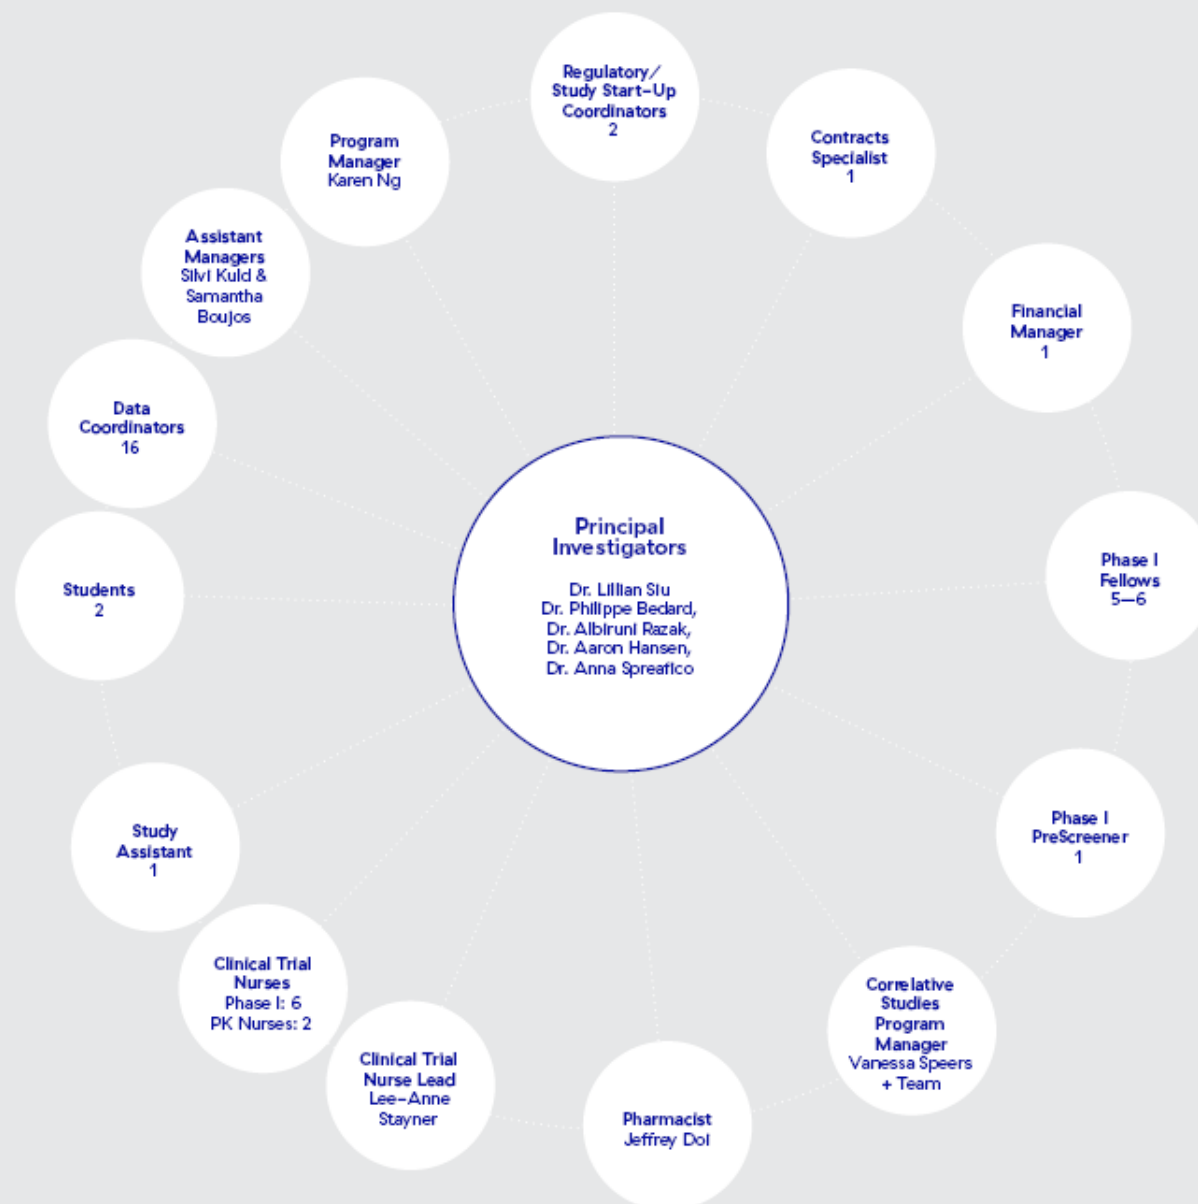 Regulatory/
Study Start-Up
Coordinators
2
Contracts
Specialist
1
Financial
Manager
1
Phase I
Fellows
5—6
Phase I
PreScreener
1
Correlative
Studies
Program
Manager
Vanessa Speers
+ Team
Pharmacist
Jeffrey Doi
Clinical Trial
Nurse Lead
Lee-Anne
Stayner
Clinical Trial
Nurses
Phase I: 6
PK Nurses: 2
Study
Assistant
1
Students
2
Data
Coordinators
16
Assistant
Managers
Silvi Kuld &
Samantha
Boujos
Program
Manager
Karen Ng
Principal
Investigators
Dr. Lillian Siu
Dr. Philippe Bedard,
Dr. Albiruni Razak,
Dr. Aaron Hansen,
Dr. Anna Spreafico